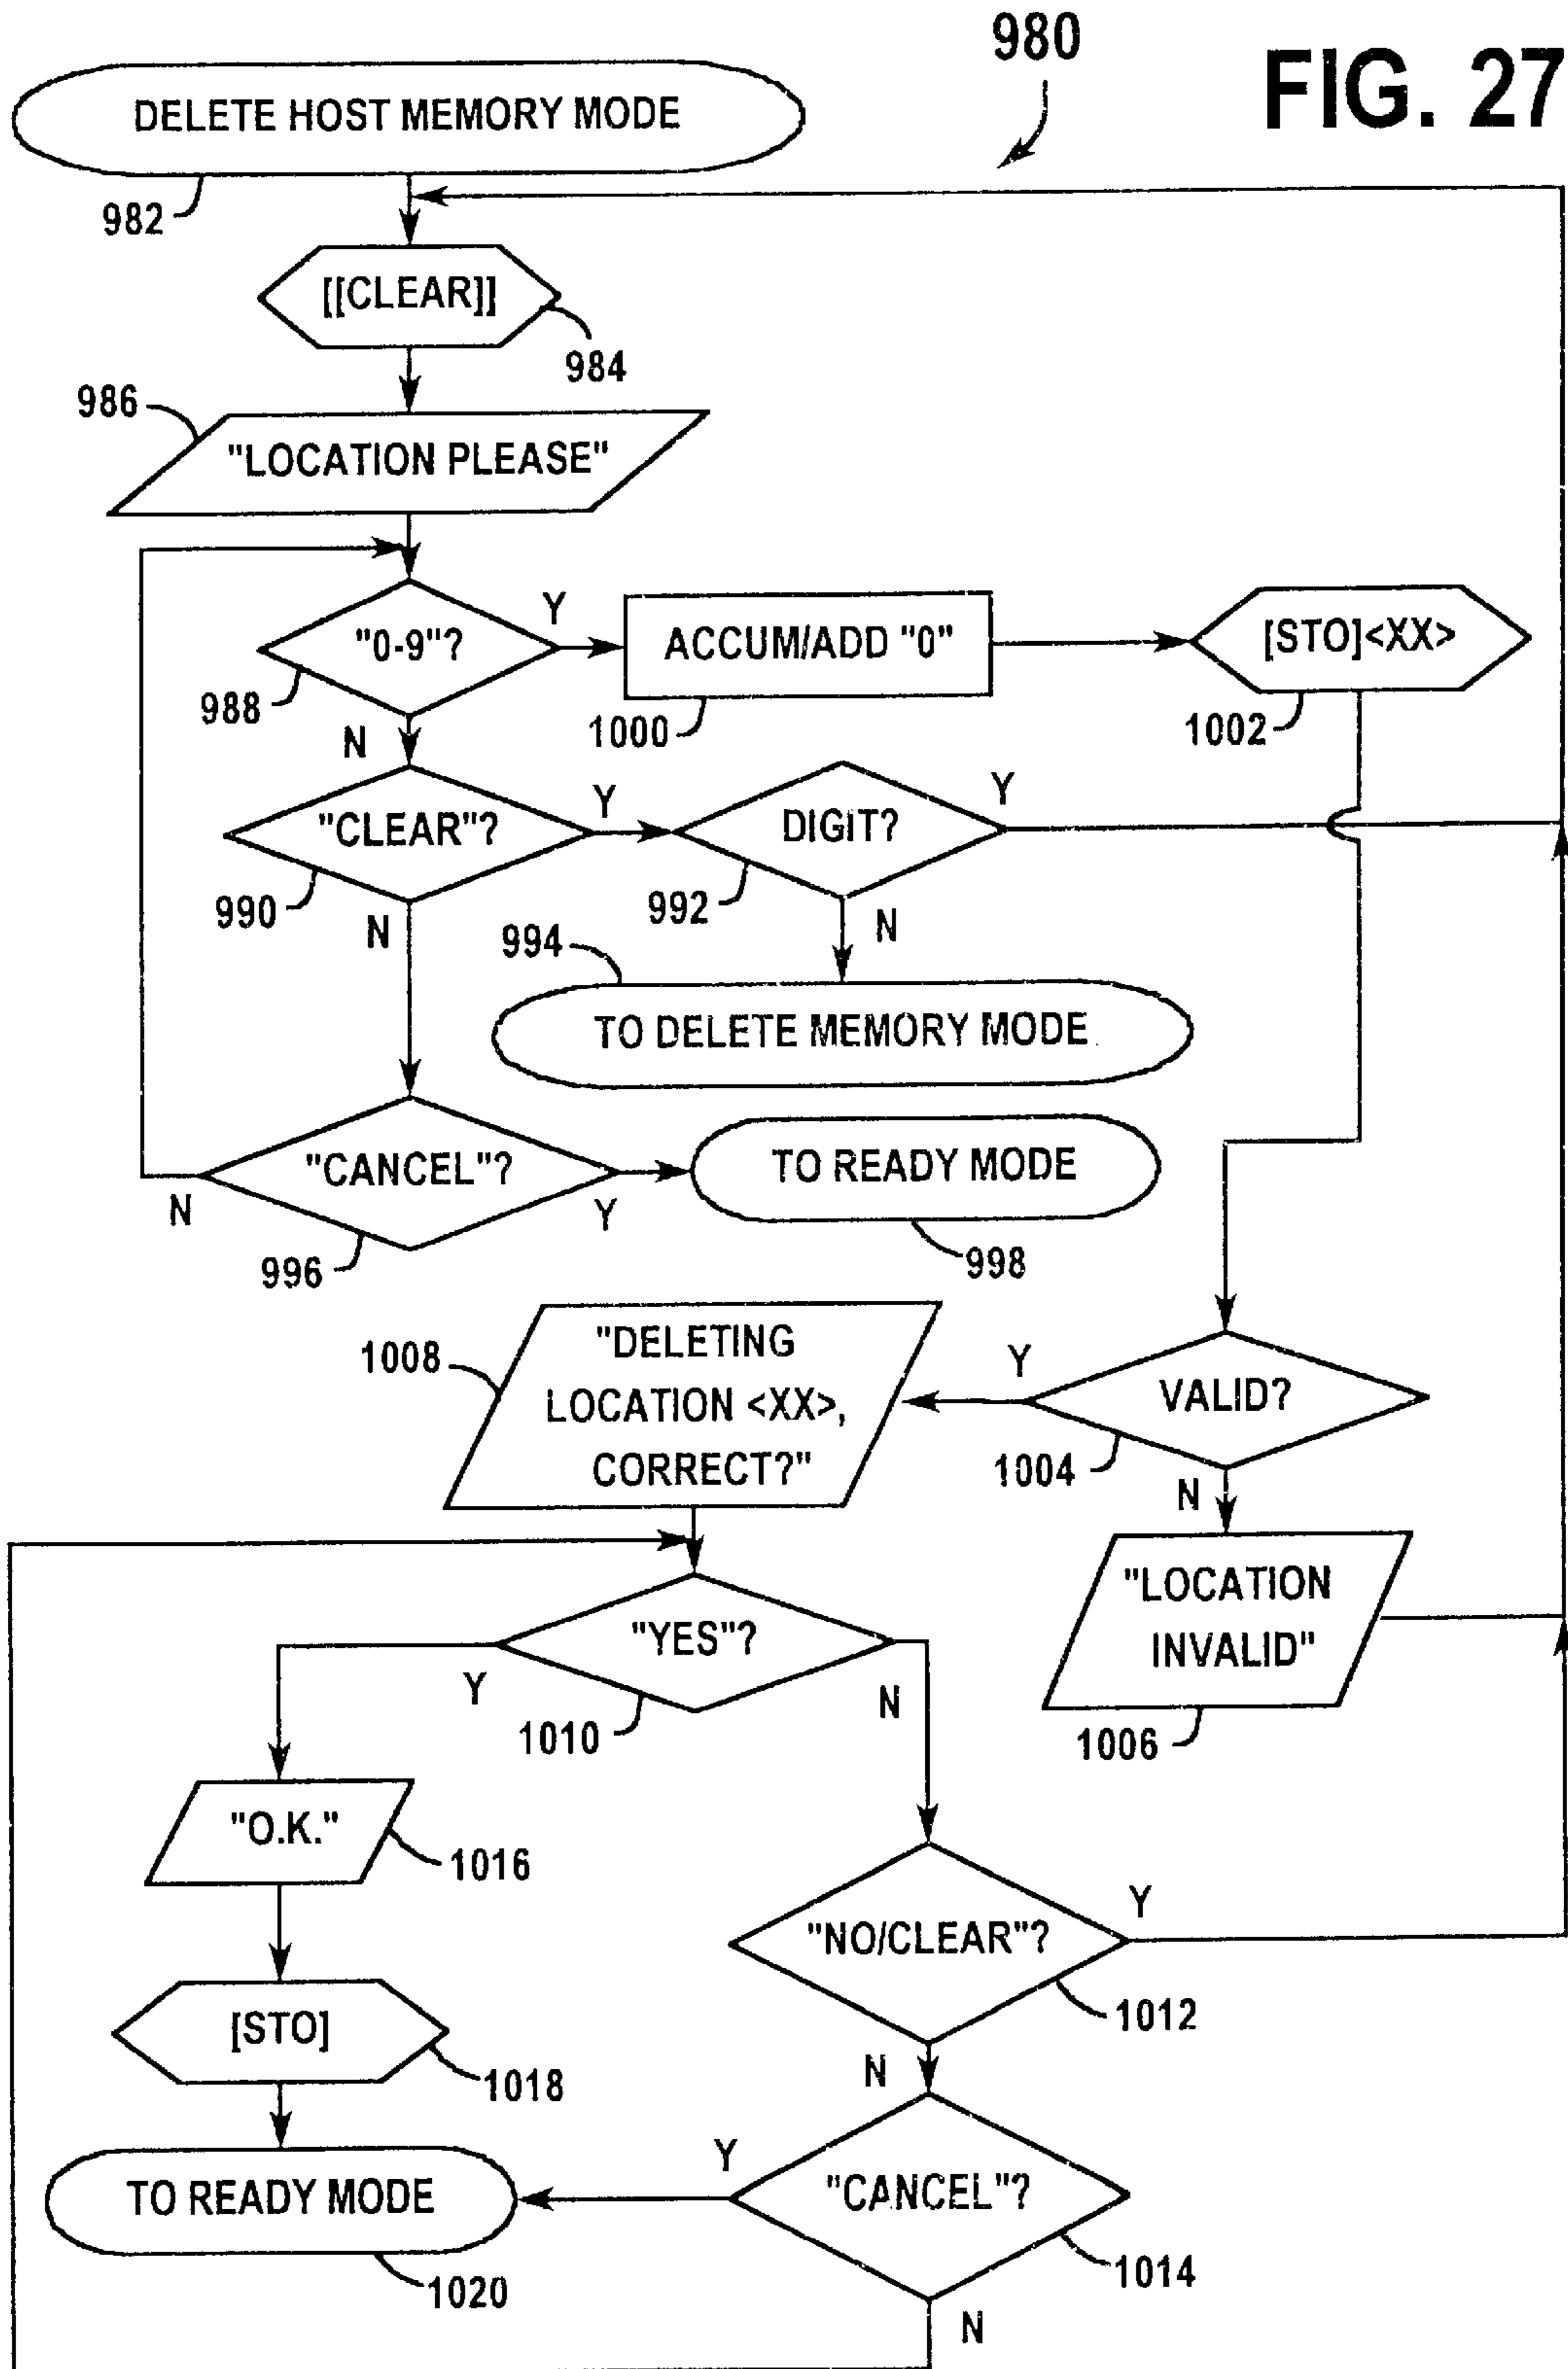 980
FIG. 27
DELETE HOST MEMORY MODE
982
[[CLEAR]]
984
986
"LOCATION PLEASE"
"0-9"?
Y
988
N
ACCUM/ADD "0"
1000
[STO]<XX>
1002
"CLEAR"?
Y
990
N
DIGIT?
Y
992
N
994
TO DELETE MEMORY MODE
"CANCEL"?
N
Y
996
TO READY MODE
998
1008
"DELETING
LOCATION <XX>,
CORRECT?"
Y
VALID?
1004
N
"LOCATION
INVALID"
1006
"YES"?
Y
N
1010
"O.K."
1016
"NO/CLEAR"?
Y
1012
N
[STO]
1018
Y
"CANCEL"?
1014
N
TO READY MODE
1020